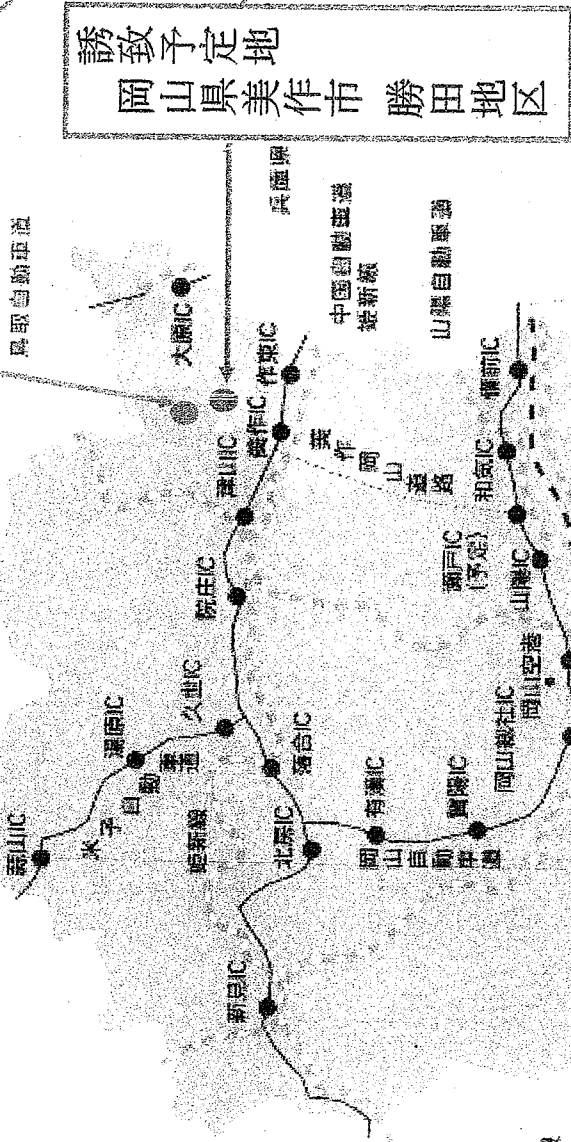 誘致予定地
岡山県美作市 勝田地区
鳥取自動車道
大原IC
兵庫県
中国自動車道
姫新線
山陽自動車道
蒜山IC
湯原IC
米子自動車道
久世IC
院庄IC
津山IC
美作IC
作東IC
姫新線
落合IC
北房IC
新見IC
美作岡山道路
有漢IC
賀陽IC
岡山自動車道
岡山総社IC
岡山空港
山陽IC
瀬戸IC
(予定)
和気IC
備前IC